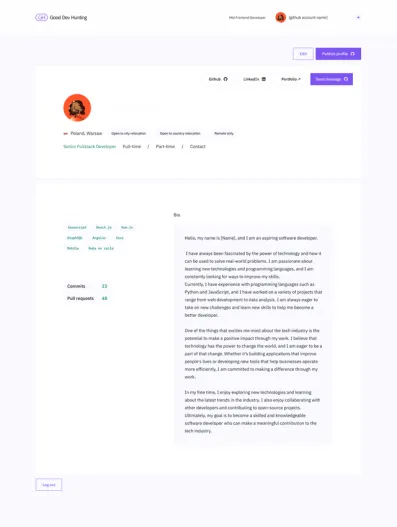 GDH Good Dev Hunting
Mid Frontend Developer
[github account name]
Edit
Publish profile
Github
LinkedIn
Portfolio
Send message
Poland, Warsaw
Open to city relocation
Open to country relocation
Remote only
Senior Fullstack Developer Full-time / Part-time / Contact
Bio
Javascript React.js Vue.js
GraphQL Angular Java
MobX Ruby on rails
Commits 33
Pull requests 48
Hello, my name is [Name], and I am an aspiring software developer.
I have always been fascinated by the power of technology and how it
can be used to solve real-world problems. I am passionate about
learning new technologies and programming languages, and I am
constantly looking for ways to improve my skills.
Currently, I have experience with programming languages such as
Python and JavaScript, and I have worked on a variety of projects that
range from web development to data analysis. I am always eager to
take on new challenges and learn new skills to help me become a
better developer.
One of the things that excites me most about the tech industry is the
potential to make a positive impact through my work. I believe that
technology has the power to change the world, and I am eager to be a
part of that change. Whether it's building applications that improve
people's lives or developing new tools that help businesses operate
more efficiently, I am committed to making a difference through my
work.
In my free time, I enjoy exploring new technologies and learning
about the latest trends in the industry. I also enjoy collaborating with
other developers and contributing to open-source projects.
Ultimately, my goal is to become a skilled and knowledgeable
software developer who can make a meaningful contribution to the
tech industry.
Log out